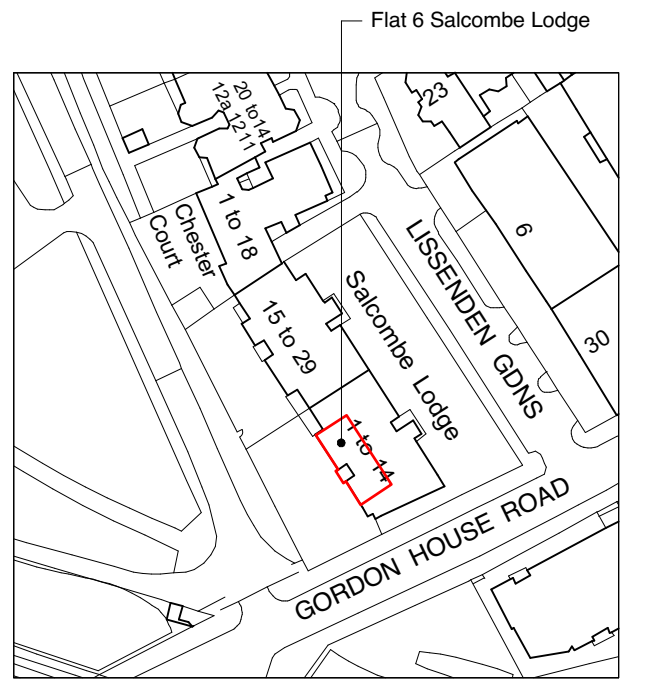 Flat 6 Salcombe Lodge
20 to 14
12a 12 11
23
1 to 18
Chester
Court
LISSENDEN GDNS
6
Salcombe Lodge
15 to 29
30
1 to 14
GORDON HOUSE ROAD